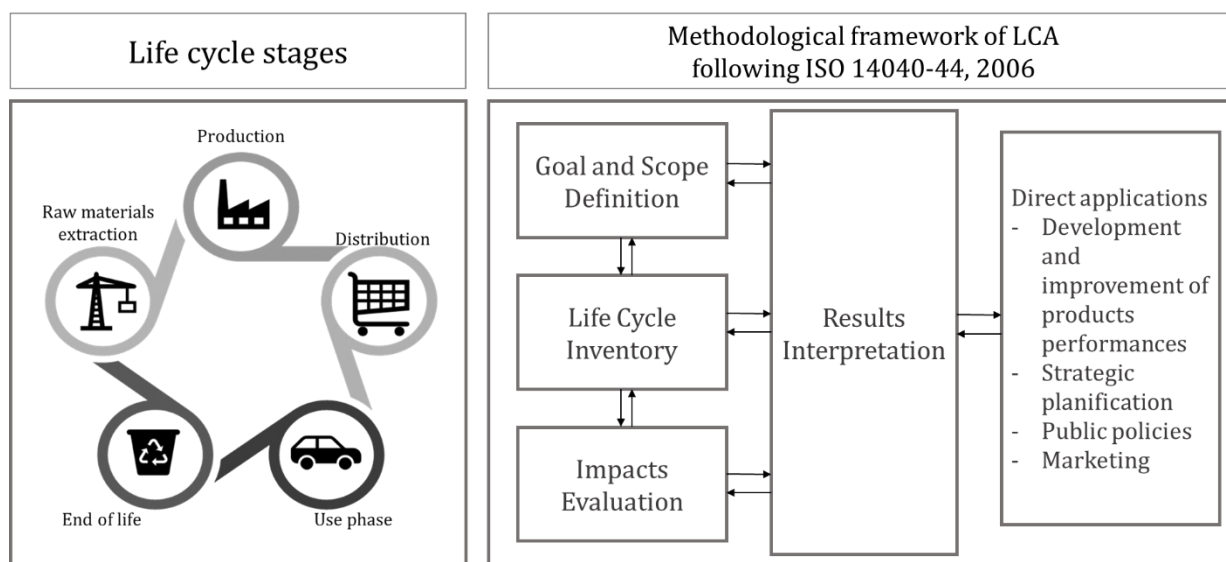 Life cycle stages
Production
Raw materials
extraction
Distribution
End of life
Use phase
Methodological framework of LCA
following ISO 14040-44, 2006
Goal and Scope
Definition
Life Cycle
Inventory
Impacts
Evaluation
Results
Interpretation
Direct applications
- Development
and
improvement of
products
performances
- Strategic
planification
- Public policies
- Marketing